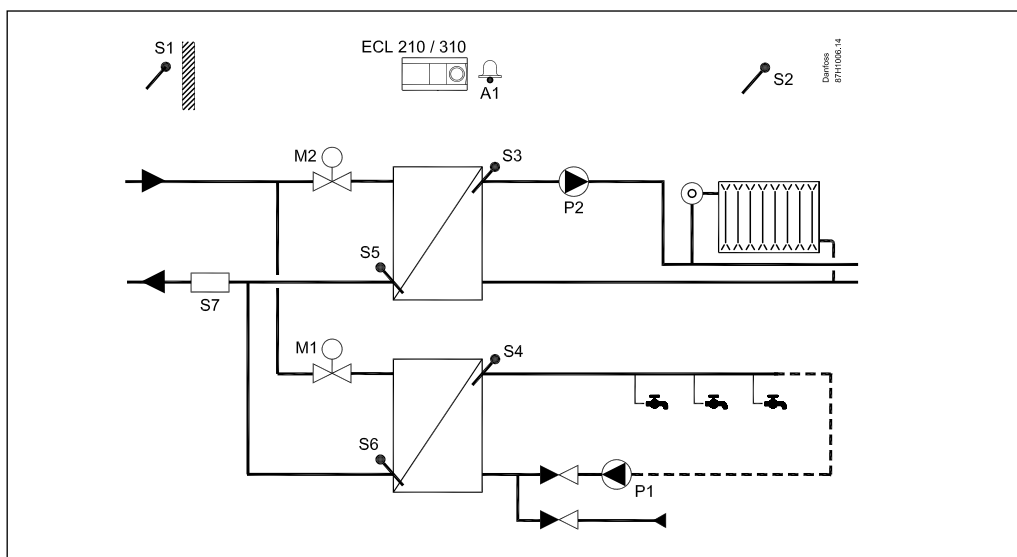 S1
ECL 210 / 310
A1
S2
Danfoss
87H1006.14
M2
S3
P2
S5
S7
M1
S4
S6
P1